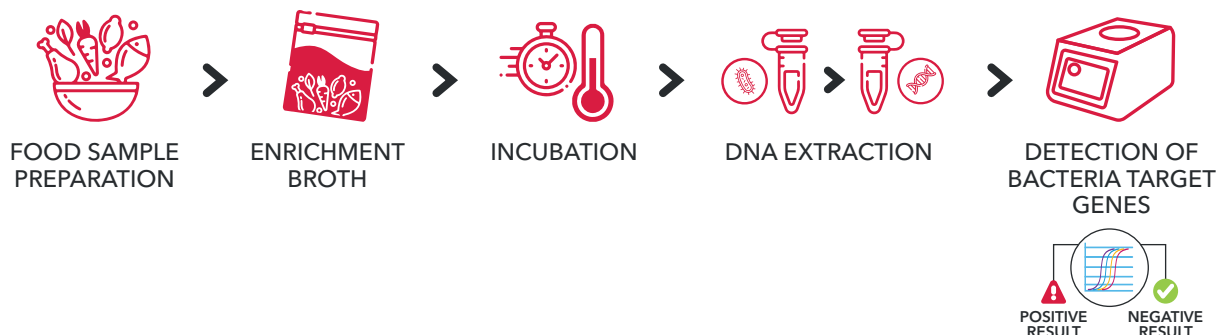 FOOD SAMPLE
PREPARATION
ENRICHMENT
BROTH
INCUBATION
DNA EXTRACTION
DETECTION OF
BACTERIA TARGET
GENES
POSITIVE
RESULT
NEGATIVE
RESULT